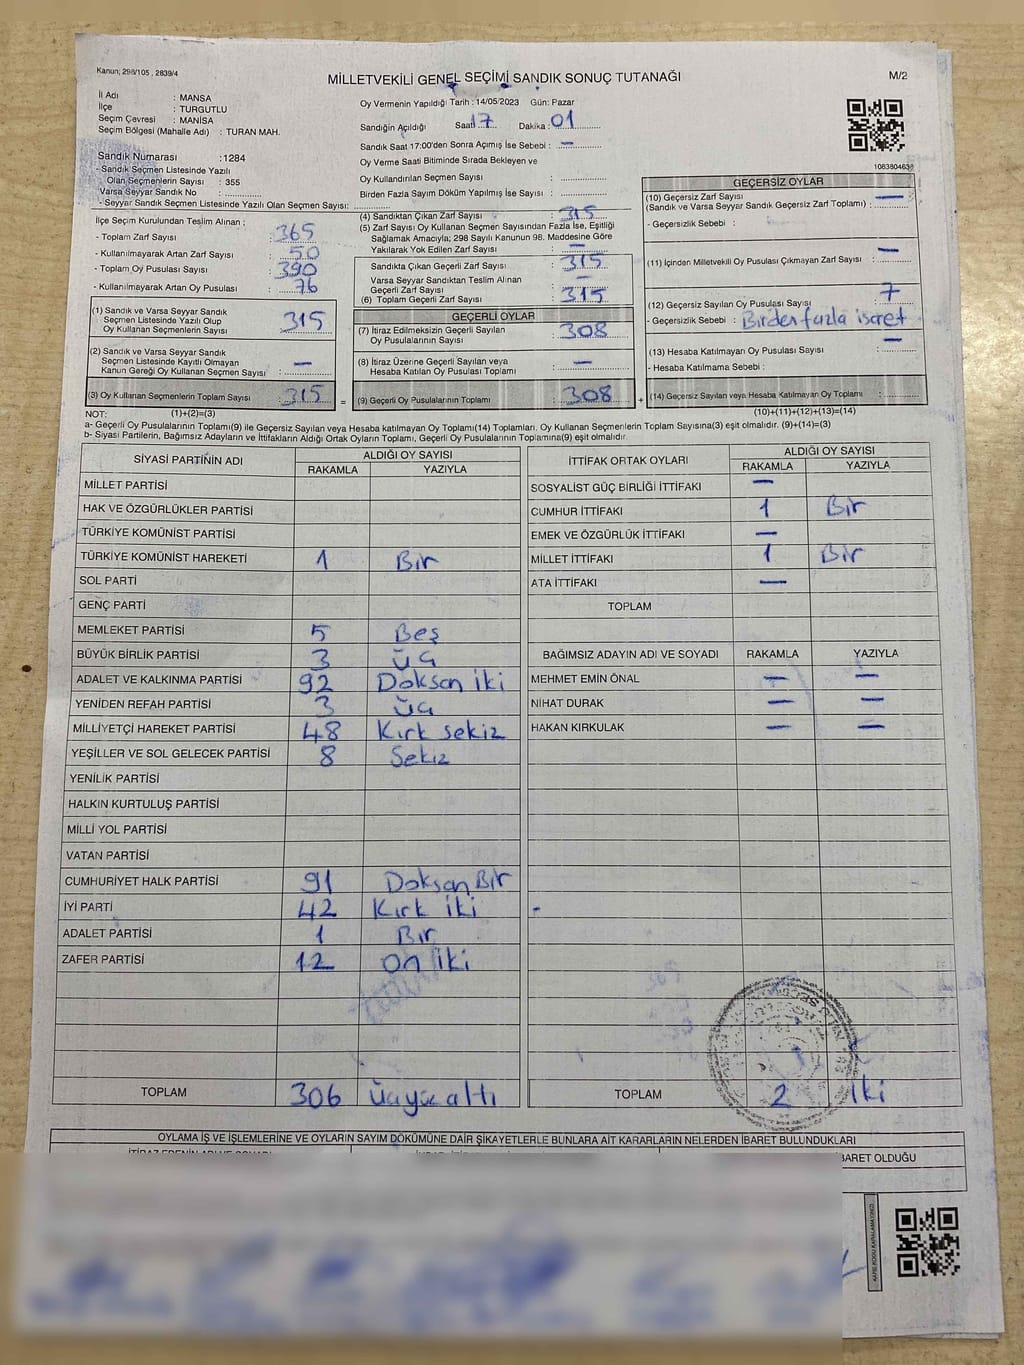 Kanun; 298/105 , 2839/4
MİLLETVEKİLİ GENEL SEÇİMİ SANDIK SONUÇ TUTANAĞI
M/2
İl Adı : MANİSA
İlçe : TURGUTLU
Seçim Çevresi : MANİSA
Seçim Bölgesi (Mahalle Adı) : TURAN MAH.
Sandık Numarası : 1284
- Sandık Seçmen Listesinde Yazılı
Olan Seçmenlerin Sayısı : 355
Varsa Seyyar Sandık No :
- Seyyar Sandık Seçmen Listesinde Yazılı Olan Seçmen Sayısı:
Oy Vermenin Yapıldığı Tarih : 14/05/2023 Gün: Pazar
Sandığın Açıldığı Saat 17 Dakika : 01
Sandık Saat 17:00'den Sonra Açımış İse Sebebi : —
Oy Verme Saati Bitiminde Sırada Bekleyen ve
Oy Kullandırılan Seçmen Sayısı :
Birden Fazla Sayım Döküm Yapılmış İse Sayısı :
İlçe Seçim Kurulundan Teslim Alınan :
- Toplam Zarf Sayısı : 365
- Kullanılmayarak Artan Zarf Sayısı : 50
- Toplam Oy Pusulası Sayısı : 390
- Kullanılmayarak Artan Oy Pusulası : 76
(1) Sandık ve Varsa Seyyar Sandık
Seçmen Listesinde Yazılı Olup
Oy Kullanan Seçmenlerin Sayısı : 315
(2) Sandık ve Varsa Seyyar Sandık
Seçmen Listesinde Kayıtlı Olmayan
Kanun Gereği Oy Kullanan Seçmen Sayısı : —
(3) Oy Kullanan Seçmenlerin Toplam Sayısı : 315 =
(4) Sandıktan Çıkan Zarf Sayısı : 315
(5) Zarf Sayısı Oy Kullanan Seçmen Sayısından Fazla İse, Eşitliği
Sağlamak Amacıyla; 298 Sayılı Kanunun 98. Maddesine Göre
Yakılarak Yok Edilen Zarf Sayısı : —
Sandıkta Çıkan Geçerli Zarf Sayısı : 315
Varsa Seyyar Sandıktan Teslim Alınan
Geçerli Zarf Sayısı : —
(6) Toplam Geçerli Zarf Sayısı : 315
GEÇERLİ OYLAR
(7) İtiraz Edilmeksizin Geçerli Sayılan
Oy Pusulalarının Sayısı : 308
(8) İtiraz Üzerine Geçerli Sayılan veya
Hesaba Katılan Oy Pusulası Toplamı : —
(9) Geçerli Oy Pusulalarının Toplamı : 308 +
GEÇERSİZ OYLAR
(10) Geçersiz Zarf Sayısı : —
(Sandık ve Varsa Seyyar Sandık Geçersiz Zarf Toplamı)
- Geçersizlik Sebebi :
(11) İçinden Milletvekili Oy Pusulası Çıkmayan Zarf Sayısı : —
(12) Geçersiz Sayılan Oy Pusulası Sayısı : 7
- Geçersizlik Sebebi : Birden fazla isaret
(13) Hesaba Katılmayan Oy Pusulası Sayısı : —
- Hesaba Katılmama Sebebi :
(14) Geçersiz Sayılan veya Hesaba Katılmayan Oy Toplamı :
NOT: (1)+(2)=(3)
(10)+(11)+(12)+(13)=(14)
a- Geçerli Oy Pusulalarının Toplamı(9) ile Geçersiz Sayılan veya Hesaba katılmayan Oy Toplamı(14) Toplamları, Oy Kullanan Seçmenlerin Toplam Sayısına(3) eşit olmalıdır. (9)+(14)=(3)
b- Siyasi Partilerin, Bağımsız Adayların ve İttifakların Aldığı Ortak Oyların Toplamı, Geçerli Oy Pusulalarının Toplamına(9) eşit olmalıdır.
SİYASİ PARTİNİN ADI ALDIĞI OY SAYISI
RAKAMLA YAZIYLA
MİLLET PARTİSİ
HAK VE ÖZGÜRLÜKLER PARTİSİ
TÜRKİYE KOMÜNİST PARTİSİ
TÜRKİYE KOMÜNİST HAREKETİ 1 Bir
SOL PARTİ
GENÇ PARTİ
MEMLEKET PARTİSİ 5 Beş
BÜYÜK BİRLİK PARTİSİ 3 üç
ADALET VE KALKINMA PARTİSİ 92 Doksan iki
YENİDEN REFAH PARTİSİ 3 üç
MİLLİYETÇİ HAREKET PARTİSİ 48 Kırk sekiz
YEŞİLLER VE SOL GELECEK PARTİSİ 8 Sekiz
YENİLİK PARTİSİ
HALKIN KURTULUŞ PARTİSİ
MİLLİ YOL PARTİSİ
VATAN PARTİSİ
CUMHURİYET HALK PARTİSİ 91 Doksan Bir
İYİ PARTİ 42 Kırk iki
ADALET PARTİSİ 1 Bir
ZAFER PARTİSİ 12 on iki
TOPLAM 306 üçyüz altı
İTTİFAK ORTAK OYLARI ALDIĞI OY SAYISI
RAKAMLA YAZIYLA
SOSYALİST GÜÇ BİRLİĞİ İTTİFAKI —
CUMHUR İTTİFAKI 1 Bir
EMEK VE ÖZGÜRLÜK İTTİFAKI —
MİLLET İTTİFAKI 1 Bir
ATA İTTİFAKI —
TOPLAM
BAĞIMSIZ ADAYIN ADI VE SOYADI RAKAMLA YAZIYLA
MEHMET EMİN ÖNAL — —
NİHAT DURAK — —
HAKAN KIRKULAK — —
TOPLAM 2 İki
OYLAMA İŞ VE İŞLEMLERİNE VE OYLARIN SAYIM DÖKÜMÜNE DAİR ŞİKAYETLERLE BUNLARA AİT KARARLARIN NELERDEN İBARET BULUNDUKLARI
BARET OLDUĞU